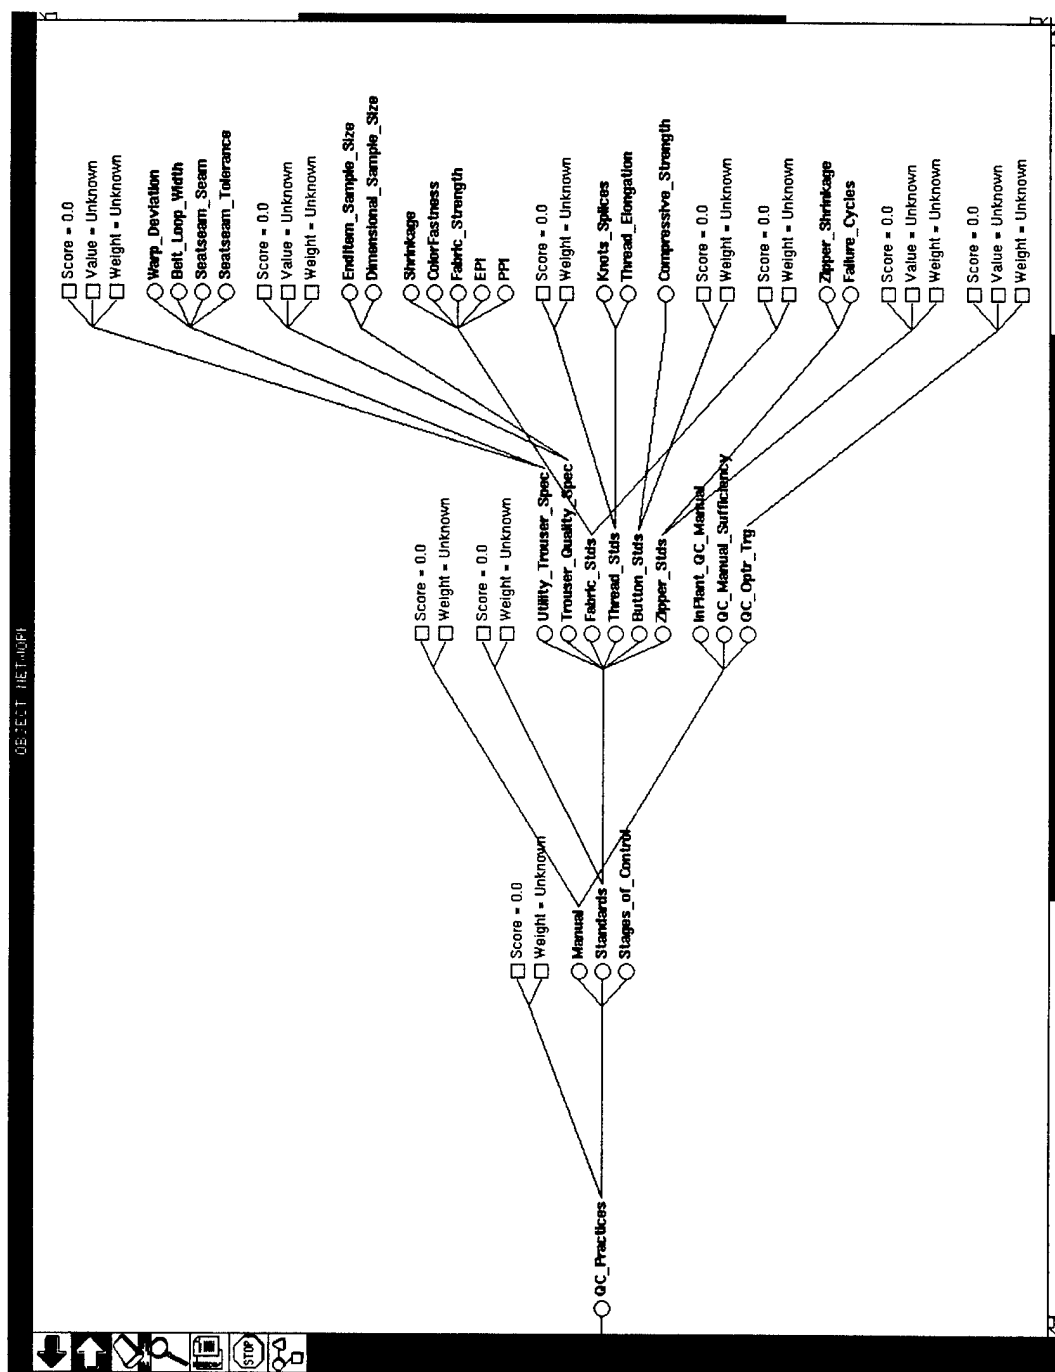 OBJECT NETWORK
QC_Practices
Score = 0.0
Weight = Unknown
Manual
Standards
Stages_of_Control
Score = 0.0
Weight = Unknown
Score = 0.0
Weight = Unknown
Utility_Trouser_Spec
Trouser_Quality_Spec
Fabric_Stds
Thread_Stds
Button_Stds
Zipper_Stds
InPlant_QC_Manual
QC_Manual_Sufficiency
QC_Optr_Trg
Score = 0.0
Value = Unknown
Weight = Unknown
Warp_Deviation
Belt_Loop_Width
Seatseam_Seam
Seatseam_Tolerance
Score = 0.0
Value = Unknown
Weight = Unknown
EndItem_Sample_Size
Dimensional_Sample_Size
Shrinkage
ColorFastness
Fabric_Strength
EPI
PPI
Score = 0.0
Weight = Unknown
Knots_Splices
Thread_Elongation
Compressive_Strength
Score = 0.0
Weight = Unknown
Score = 0.0
Weight = Unknown
Zipper_Shrinkage
Failure_Cycles
Score = 0.0
Value = Unknown
Weight = Unknown
Score = 0.0
Value = Unknown
Weight = Unknown
STOP